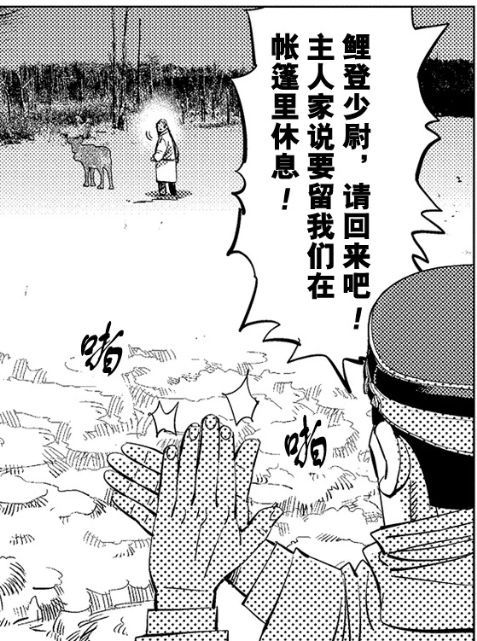 鲤登少尉，请回来吧！
主人家说要留我们在
帐篷里休息！
啪
啪